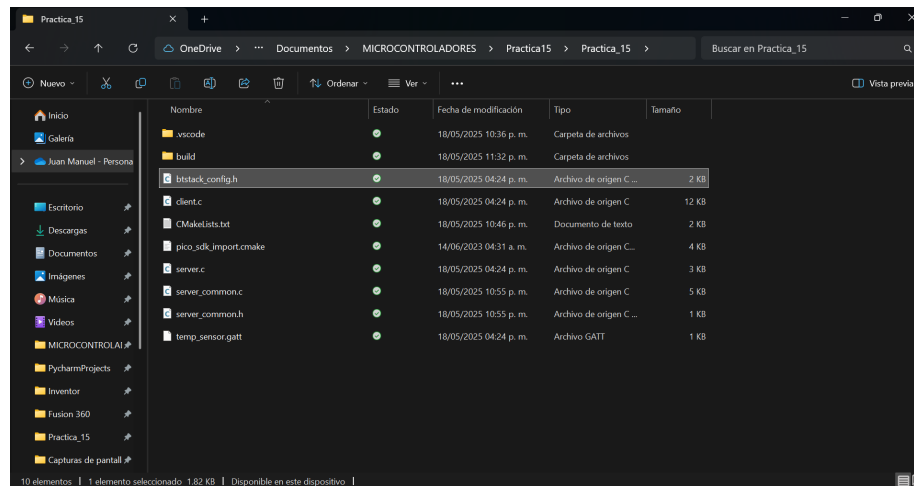 Practica_15
OneDrive > ··· Documentos > MICROCONTROLADORES > Practica15 > Practica_15 > Buscar en Practica_15
Nuevo Ordenar Ver ··· Vista previa
Nombre Estado Fecha de modificación Tipo Tamaño
Inicio
Galería
Juan Manuel - Persona
Escritorio
Descargas
Documentos
Imágenes
Música
Videos
MICROCONTROLAI
PycharmProjects
Inventor
Fusion 360
Practica_15
Capturas de pantall
.vscode 18/05/2025 10:36 p. m. Carpeta de archivos
build 18/05/2025 11:32 p. m. Carpeta de archivos
btstack_config.h 18/05/2025 04:24 p. m. Archivo de origen C ... 2 KB
client.c 18/05/2025 04:24 p. m. Archivo de origen C 12 KB
CMakeLists.txt 18/05/2025 10:46 p. m. Documento de texto 2 KB
pico_sdk_import.cmake 14/06/2023 04:31 a. m. Archivo de origen C... 4 KB
server.c 18/05/2025 04:24 p. m. Archivo de origen C 3 KB
server_common.c 18/05/2025 10:55 p. m. Archivo de origen C 5 KB
server_common.h 18/05/2025 10:55 p. m. Archivo de origen C ... 1 KB
temp_sensor.gatt 18/05/2025 04:24 p. m. Archivo GATT 1 KB
10 elementos | 1 elemento seleccionado 1.82 KB | Disponible en este dispositivo |